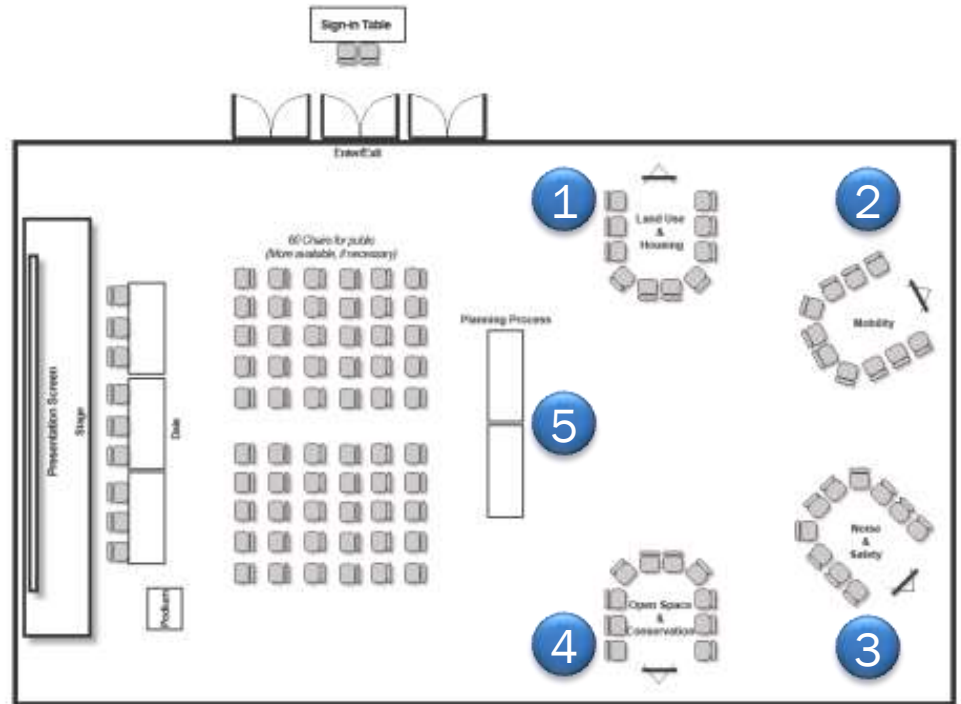 Sign-in Table
Enter/Exit
1
2
Land Use
&
Housing
60 Chairs for public
(More available, if necessary)
Planning Process
Mobility
Presentation Screen
Stage
Dais
5
Noise
&
Safety
Podium
Open Space
&
Conservation
4
3